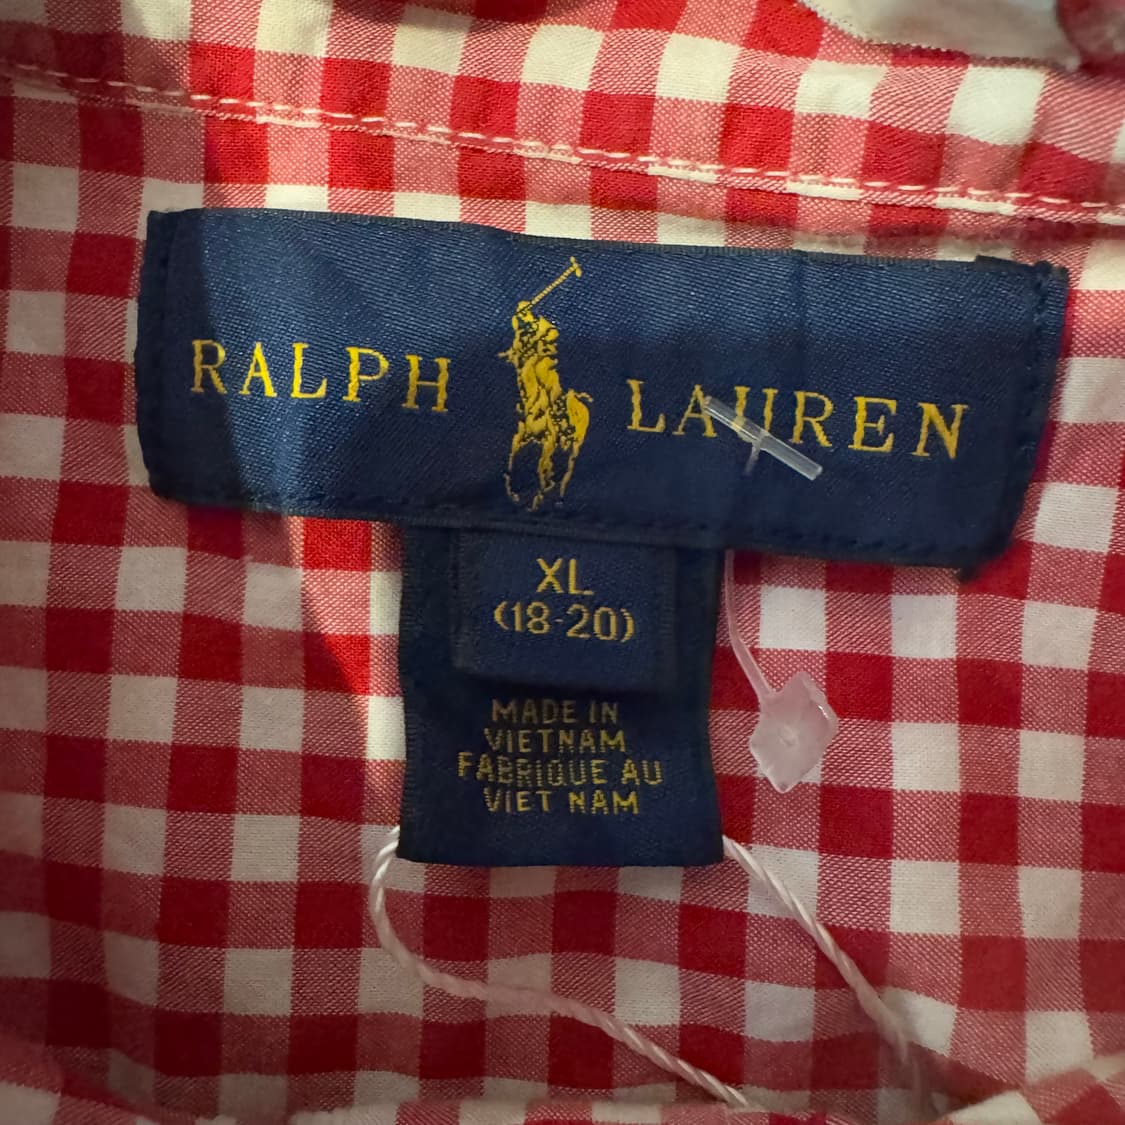 RALPH LAUREN
XL
(18-20)
MADE IN
VIETNAM
FABRIQUE AU
VIET NAM